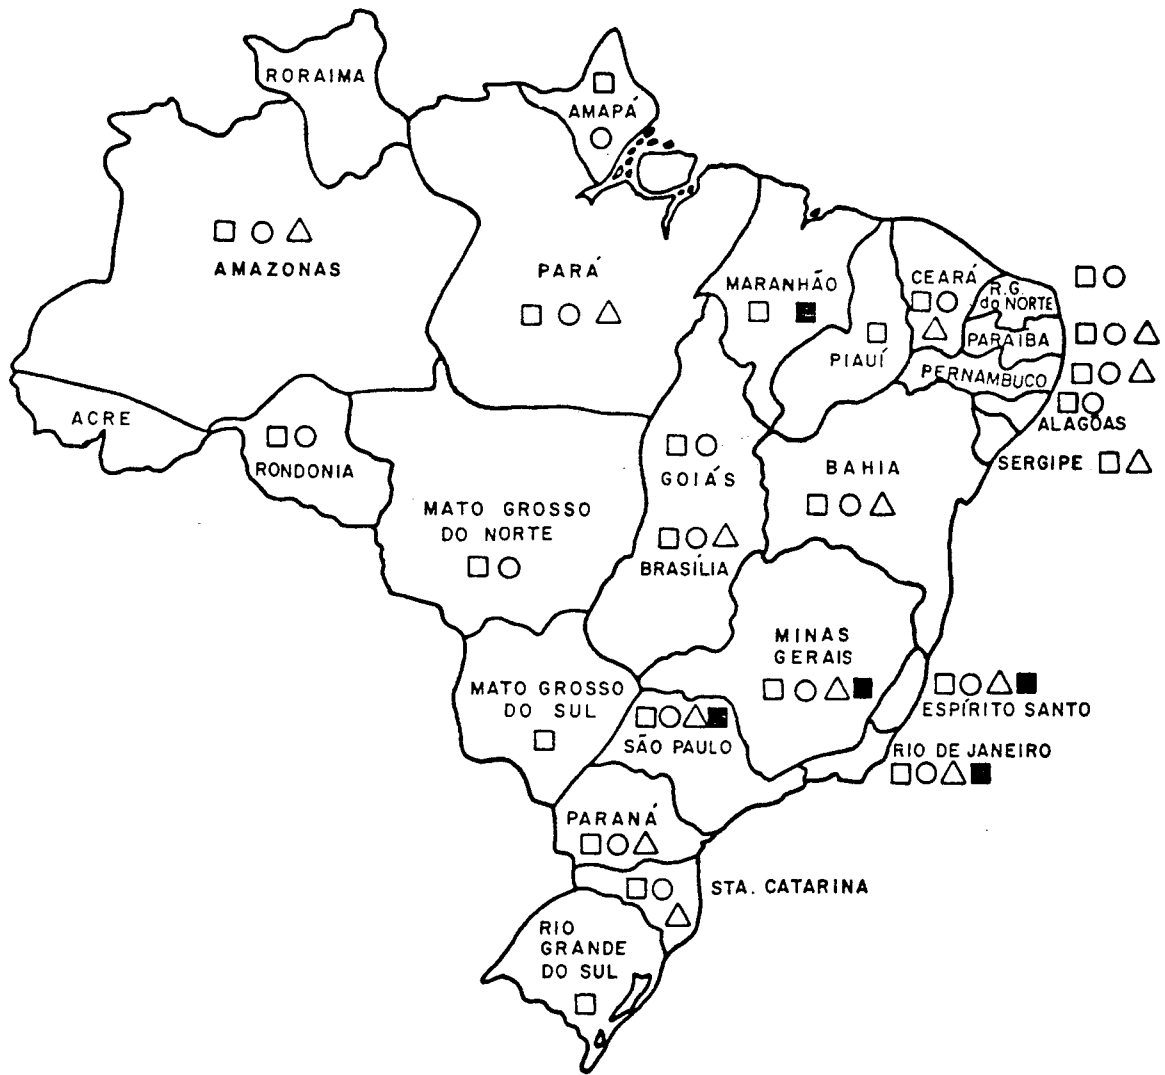 RORAIMA
AMAPÁ
AMAZONAS
PARÁ
MARANHÃO
CEARÁ
R.G.
do NORTE
PIAUÍ
PARAIBA
PERNAMBUCO
ACRE
ALAGOAS
RONDONIA
GOIÁS
BAHIA
SERGIPE
MATO GROSSO
DO NORTE
BRASÍLIA
MINAS
GERAIS
MATO GROSSO
DO SUL
ESPÍRITO SANTO
SÃO PAULO
RIO DE JANEIRO
PARANÁ
STA. CATARINA
RIO
GRANDE
DO SUL